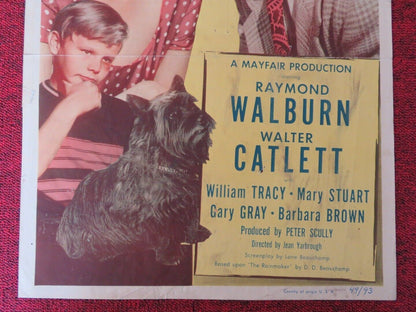 A MAYFAIR PRODUCTION
starring
RAYMOND
WALBURN
WALTER
CATLETT
William TRACY • Mary STUART
Gary GRAY • Barbara BROWN
Produced by PETER SCULLY
Directed by Jean Yarbrough
Screenplay by Lane Beauchamp
Based upon "The Rainmaker" by D. D. Beauchamp
Country of origin U. S. A. 49/93